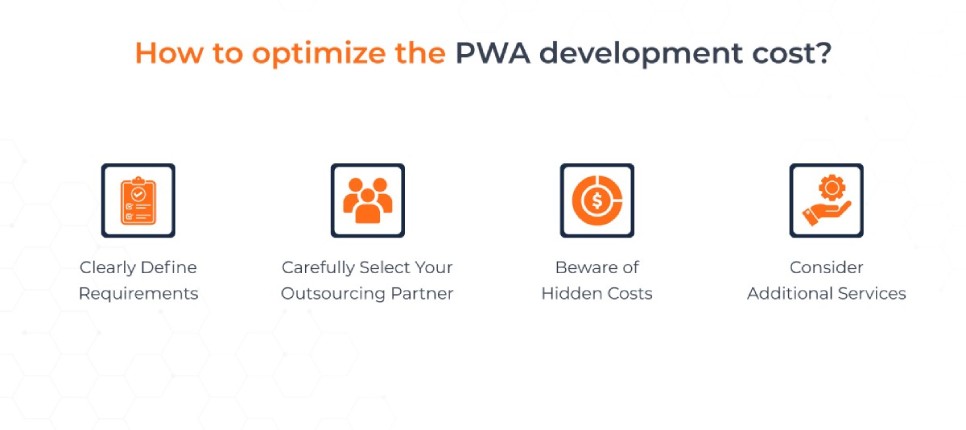 How to optimize the PWA development cost?
Clearly Define
Requirements
Carefully Select Your
Outsourcing Partner
Beware of
Hidden Costs
Consider
Additional Services
$